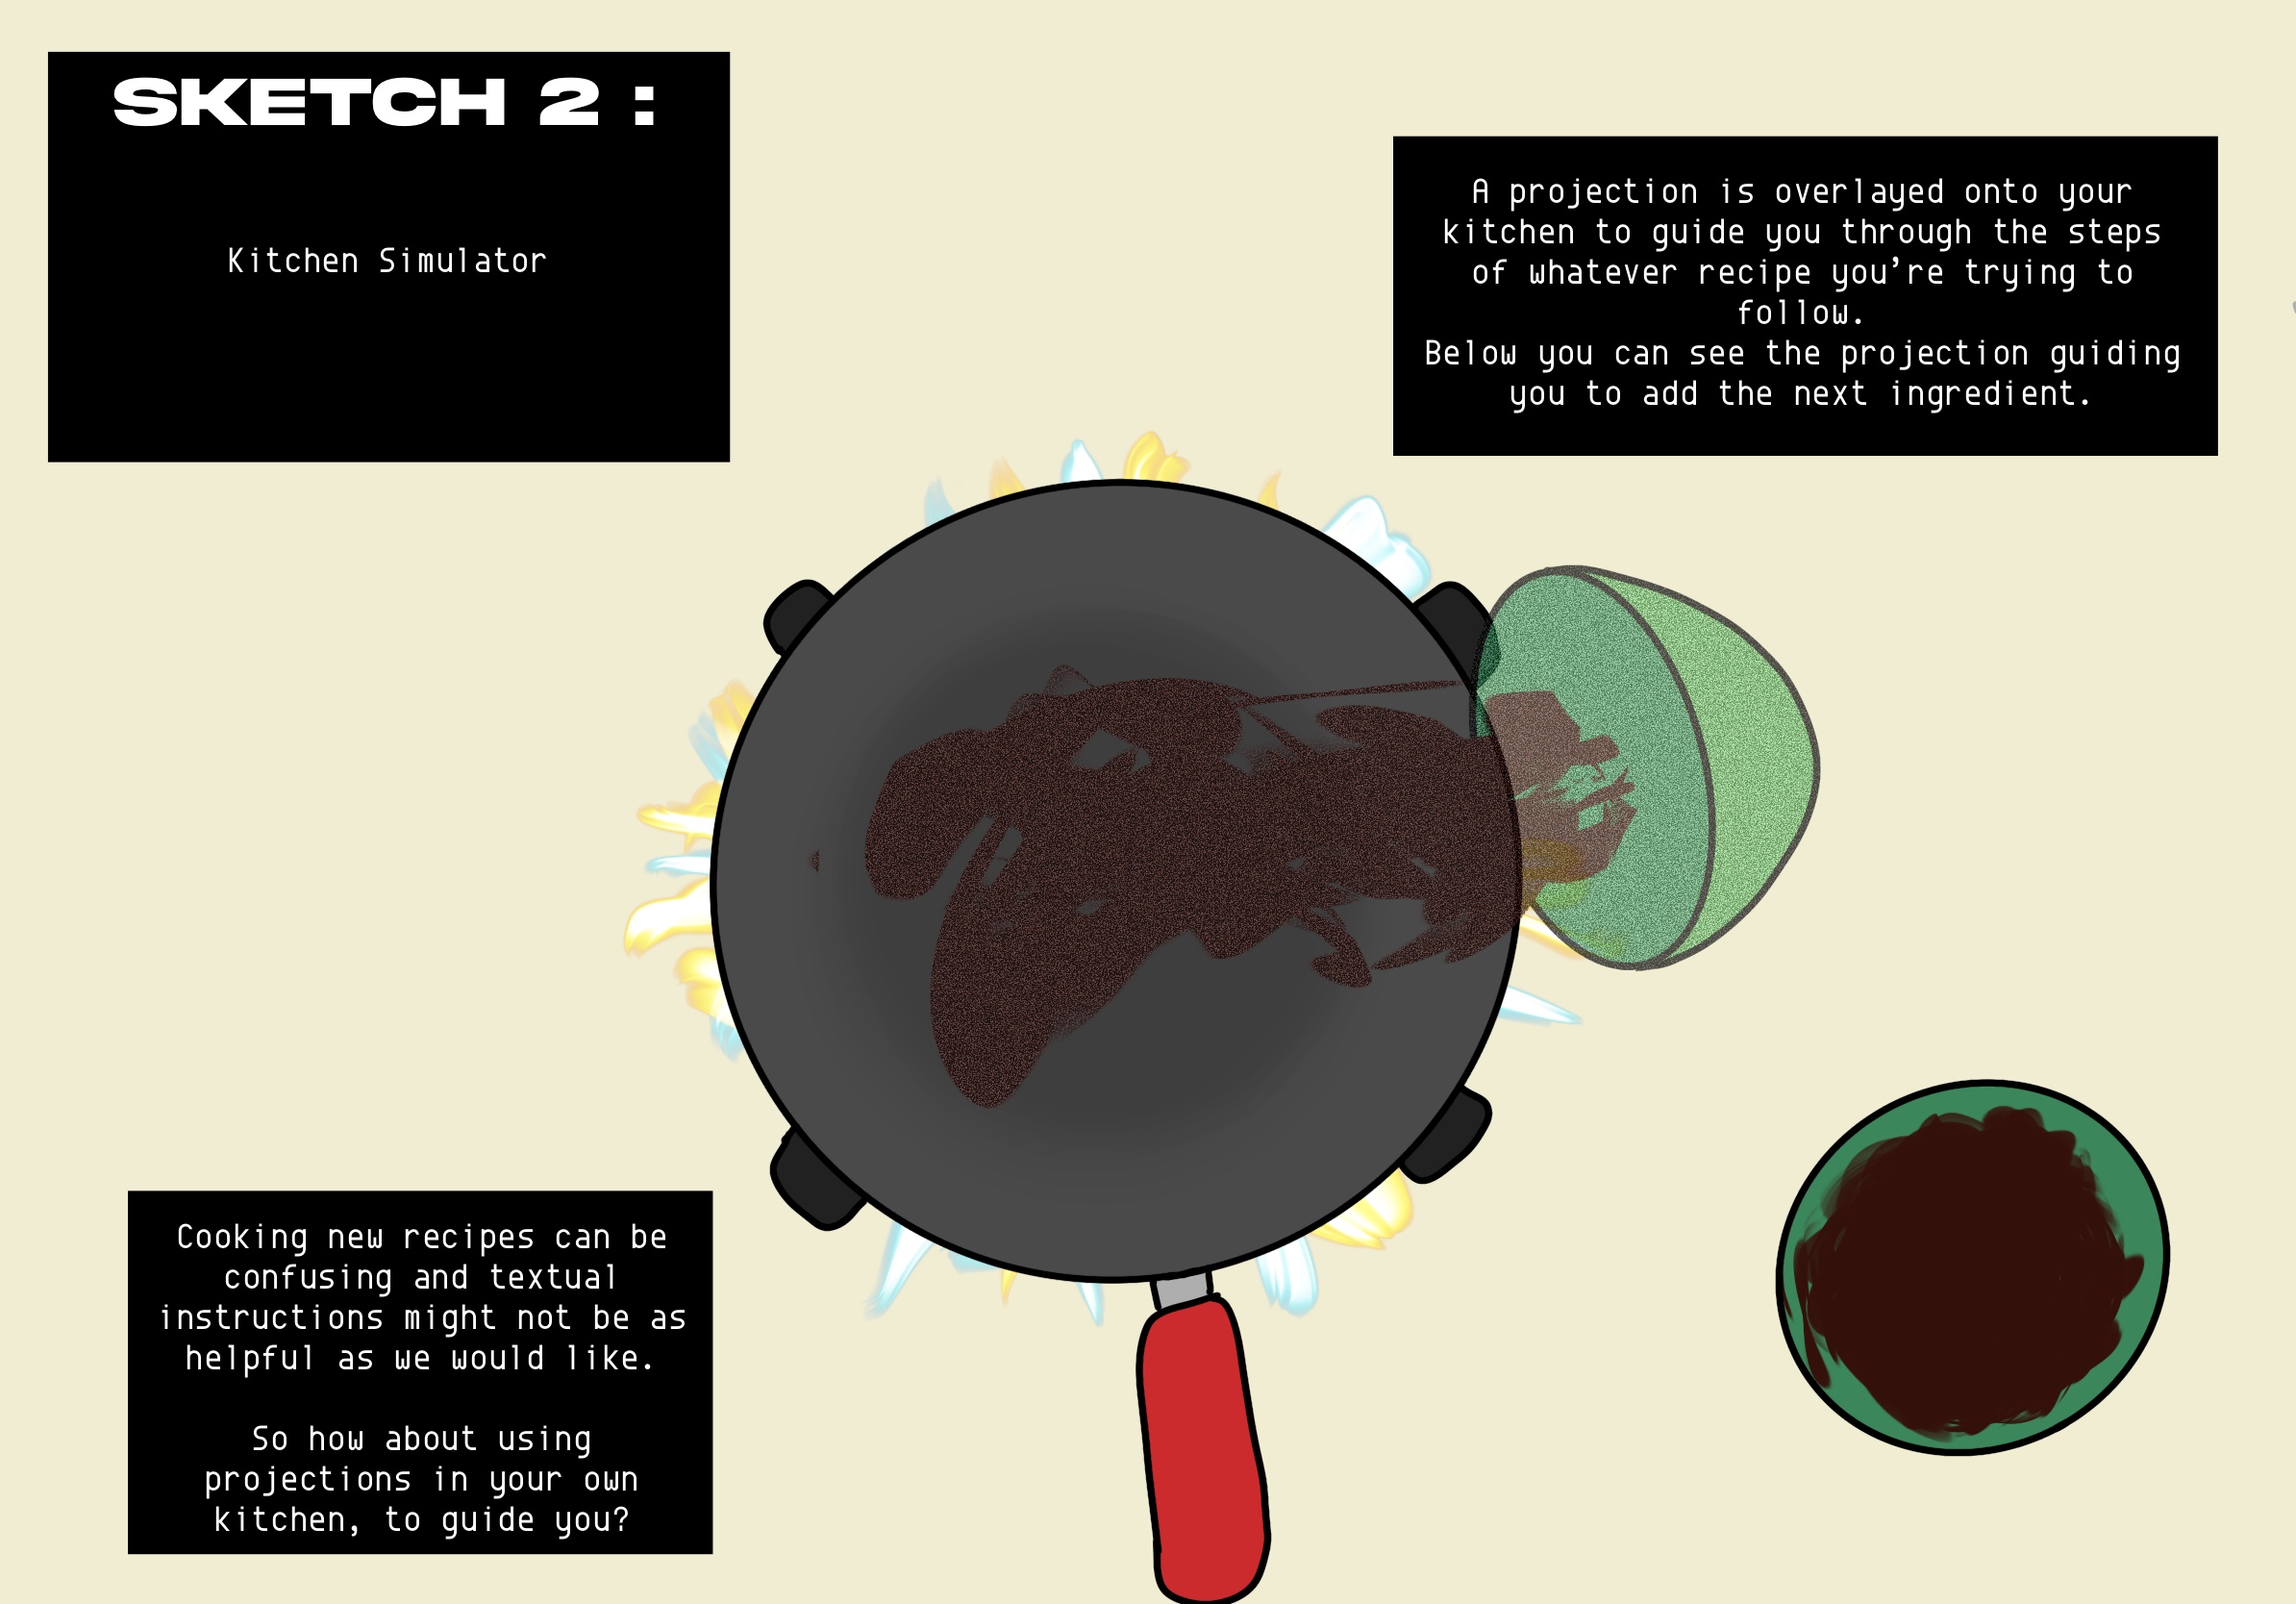 SKETCH 2 :
Kitchen Simulator
A projection is overlayed onto your
kitchen to guide you through the steps
of whatever recipe you're trying to
follow.
Below you can see the projection guiding
you to add the next ingredient.
Cooking new recipes can be
confusing and textual
instructions might not be as
helpful as we would like.
So how about using
projections in your own
kitchen, to guide you?